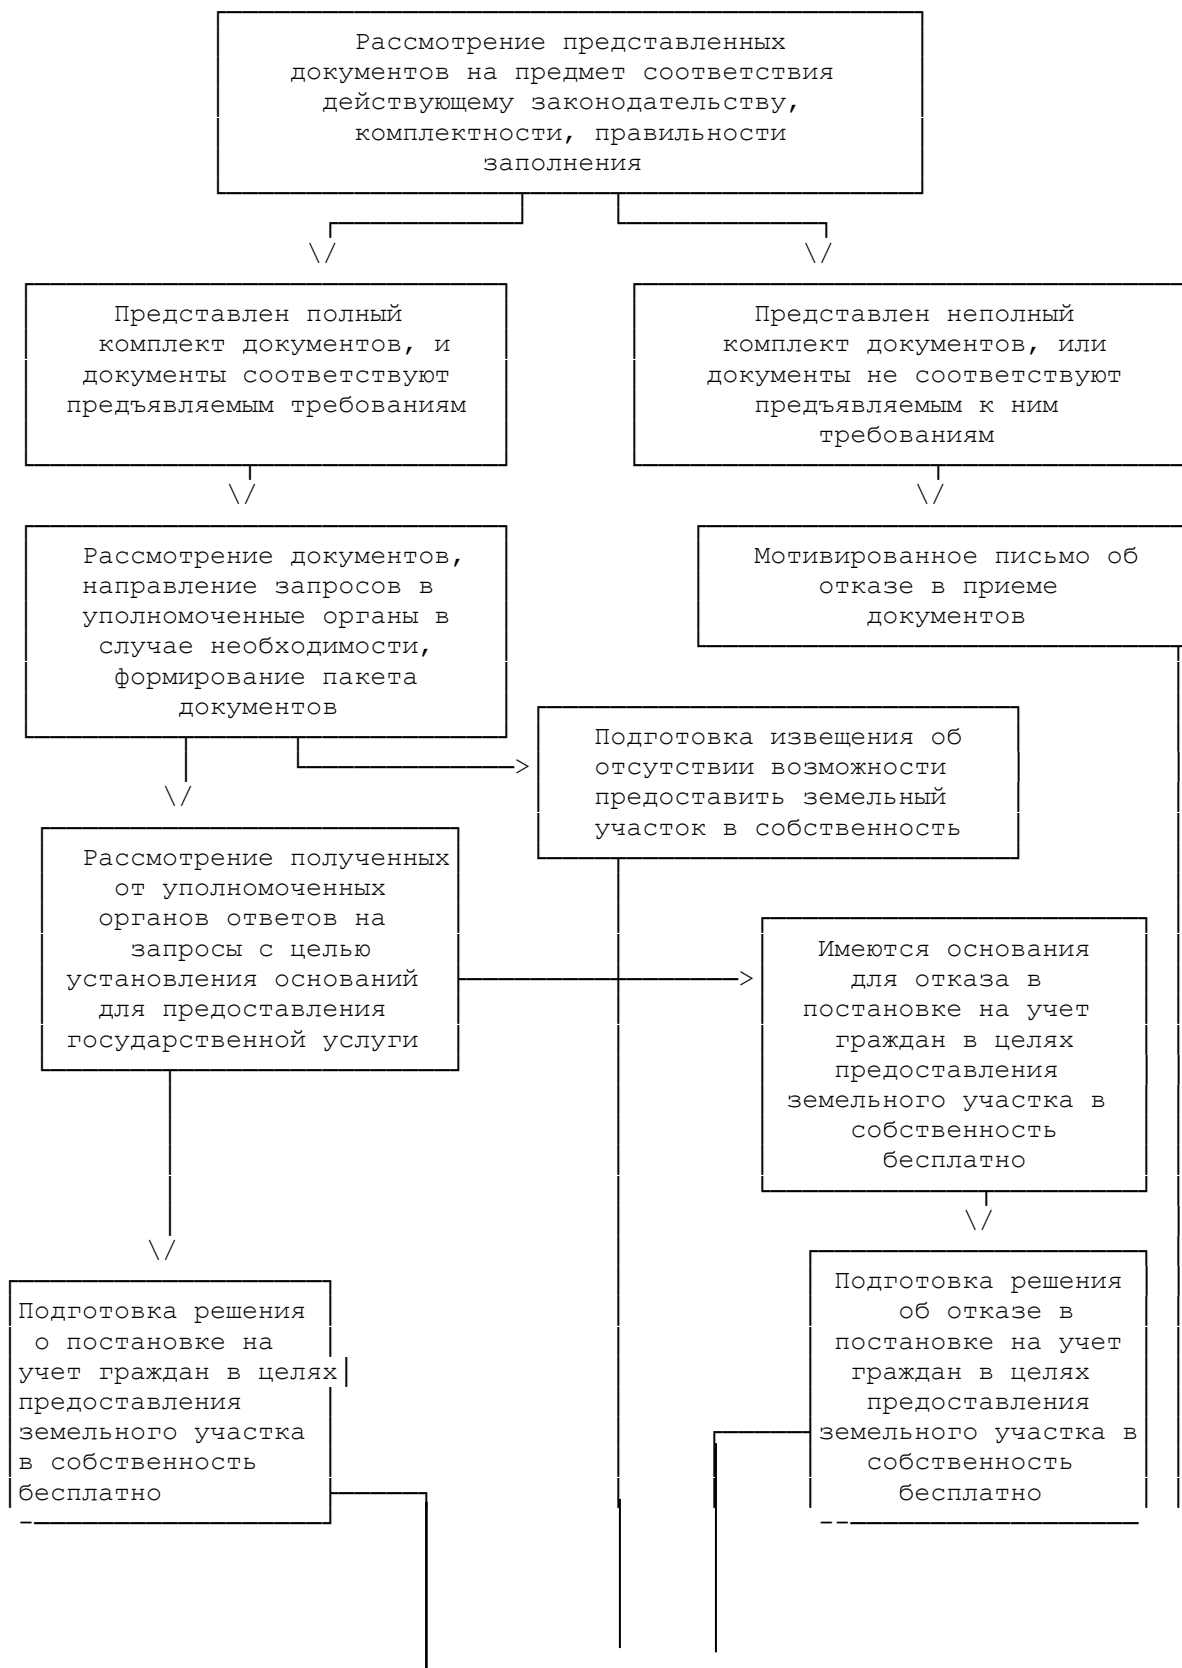 Рассмотрение представленных
документов на предмет соответствия
действующему законодательству,
комплектности, правильности
заполнения
Представлен полный
комплект документов, и
документы соответствуют
предъявляемым требованиям
Представлен неполный
комплект документов, или
документы не соответствуют
предъявляемым к ним
требованиям
Рассмотрение документов,
направление запросов в
уполномоченные органы в
случае необходимости,
формирование пакета
документов
Мотивированное письмо об
отказе в приеме
документов
Подготовка извещения об
отсутствии возможности
предоставить земельный
участок в собственность
Рассмотрение полученных
от уполномоченных
органов ответов на
запросы с целью
установления оснований
для предоставления
государственной услуги
Имеются основания
для отказа в
постановке на учет
граждан в целях
предоставления
земельного участка в
собственность
бесплатно
Подготовка решения
о постановке на
учет граждан в целях
предоставления
земельного участка
в собственность
бесплатно
Подготовка решения
об отказе в
постановке на учет
граждан в целях
предоставления
земельного участка в
собственность
бесплатно